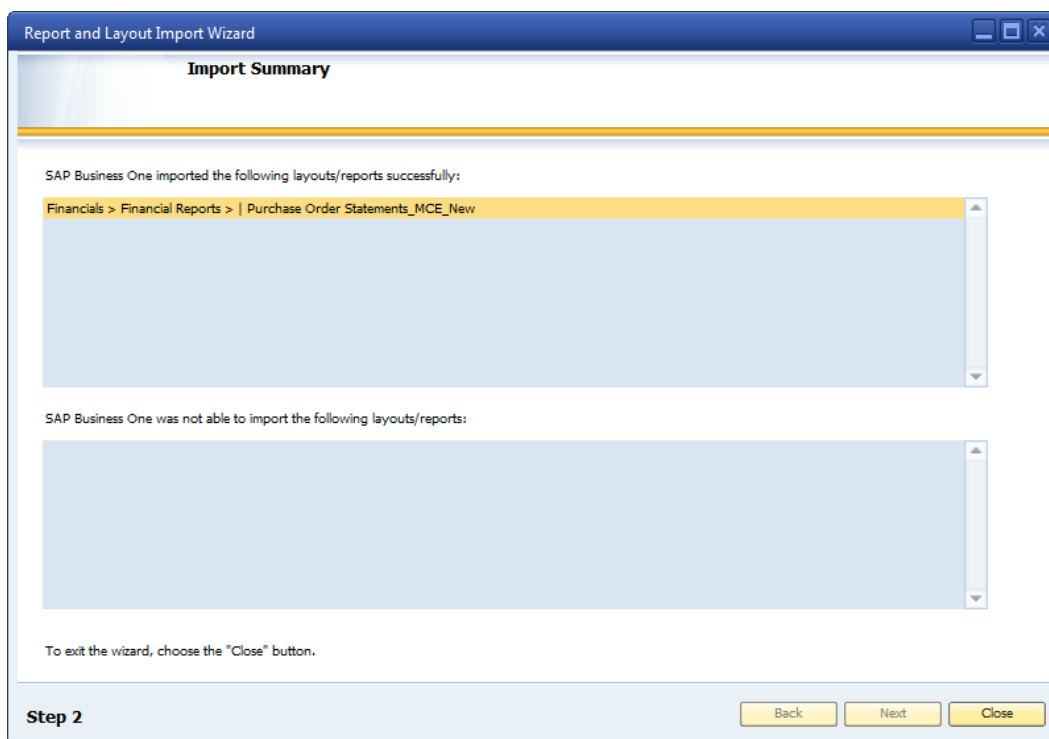 Report and Layout Import Wizard
Import Summary
SAP Business One imported the following layouts/reports successfully:
Financials > Financial Reports > | Purchase Order Statements_MCE_New
SAP Business One was not able to import the following layouts/reports:
To exit the wizard, choose the "Close" button.
Step 2
Back
Next
Close